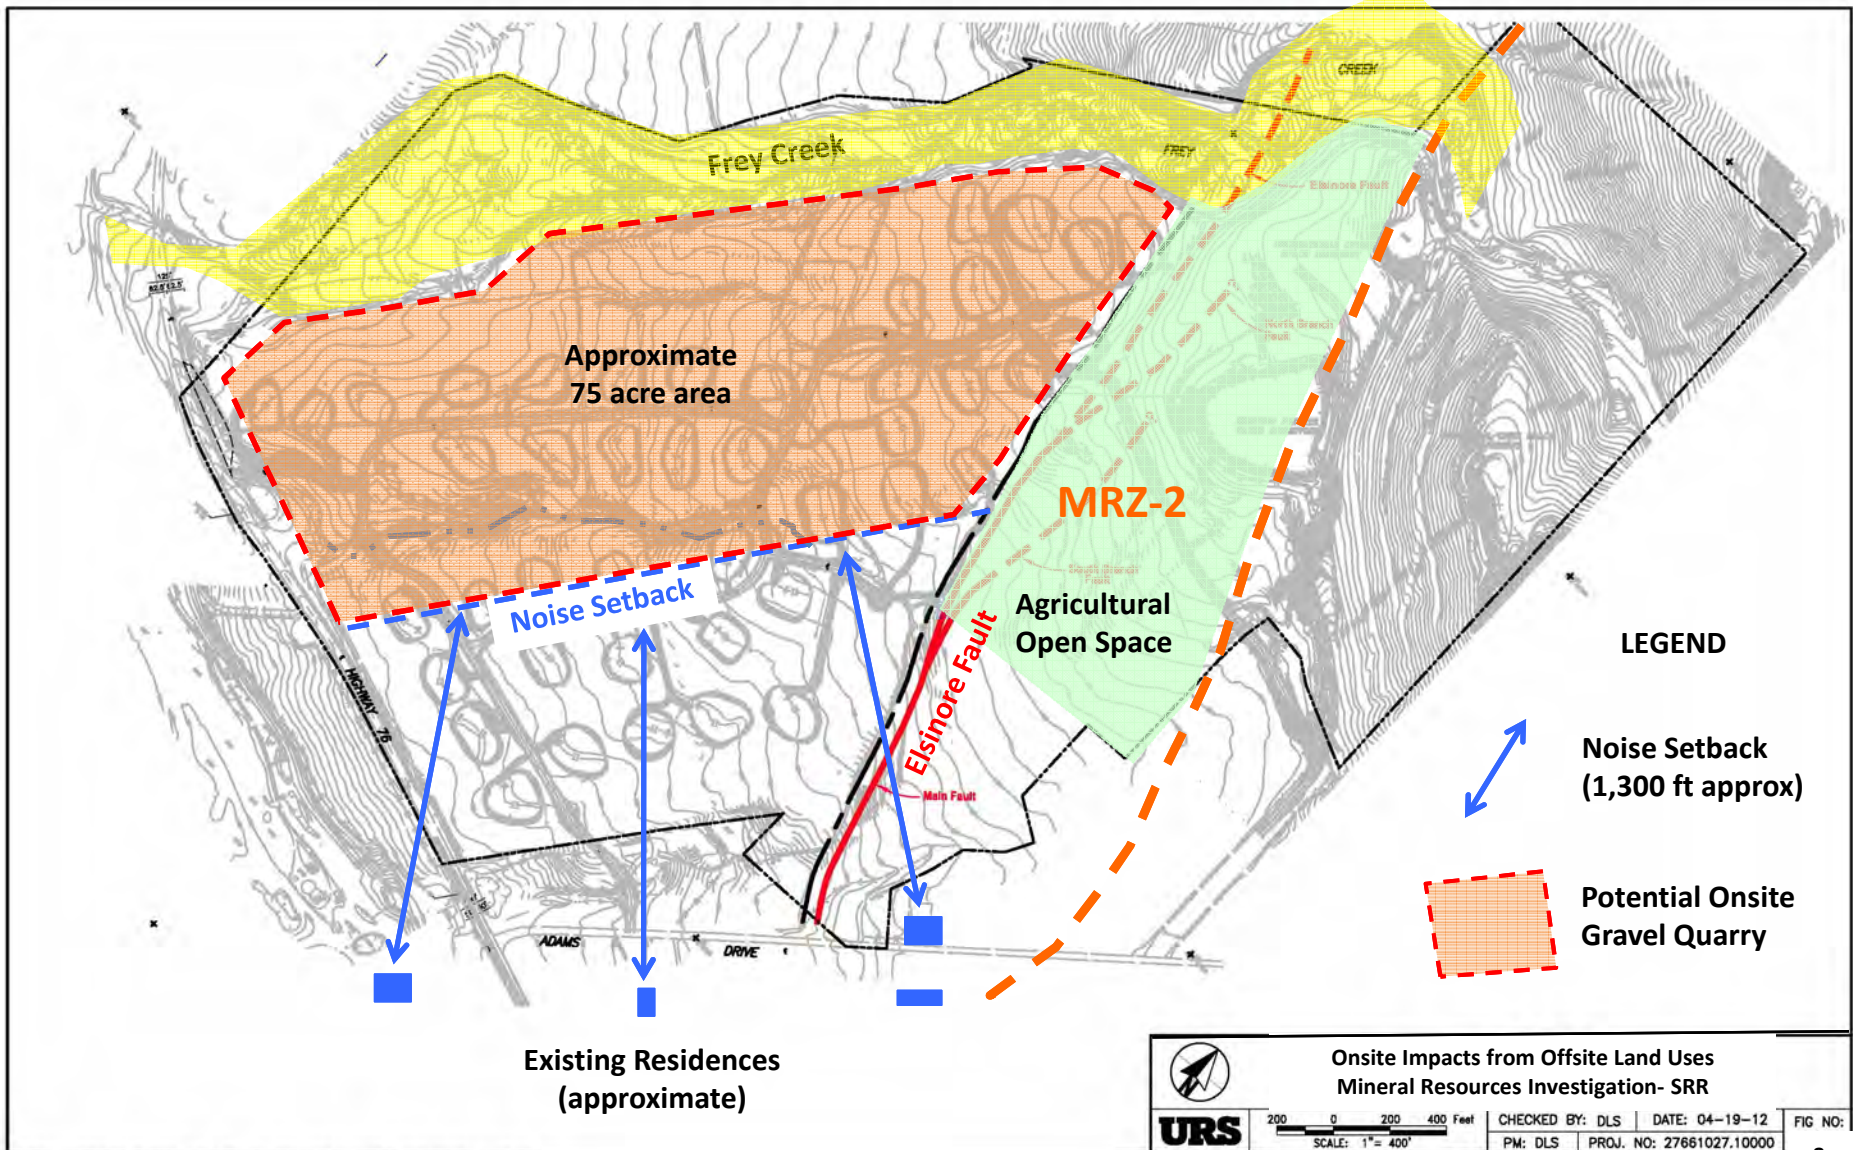 CREEK
Frey Creek
FREY
Elsinore Fault
North Branch
Fault
Approximate
75 acre area
MRZ-2
Noise Setback
Agricultural
Open Space
Elsinore Fault
HIGHWAY 76
Main Fault
ADAMS
DRIVE
Existing Residences
(approximate)
LEGEND
Noise Setback
(1,300 ft approx)
Potential Onsite
Gravel Quarry
Onsite Impacts from Offsite Land Uses
Mineral Resources Investigation- SRR
URS
200 0 200 400 Feet
SCALE: 1"= 400'
CHECKED BY: DLS
DATE: 04-19-12
FIG NO:
PM: DLS
PROJ. NO: 27661027.10000